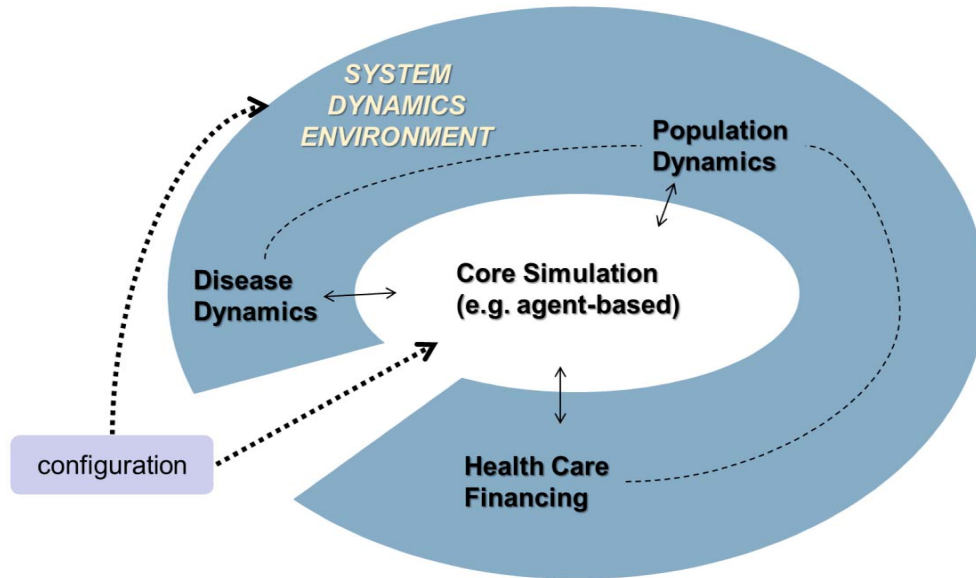 SYSTEM
DYNAMICS
ENVIRONMENT
Population
Dynamics
Disease
Dynamics
Core Simulation
(e.g. agent-based)
configuration
Health Care
Financing